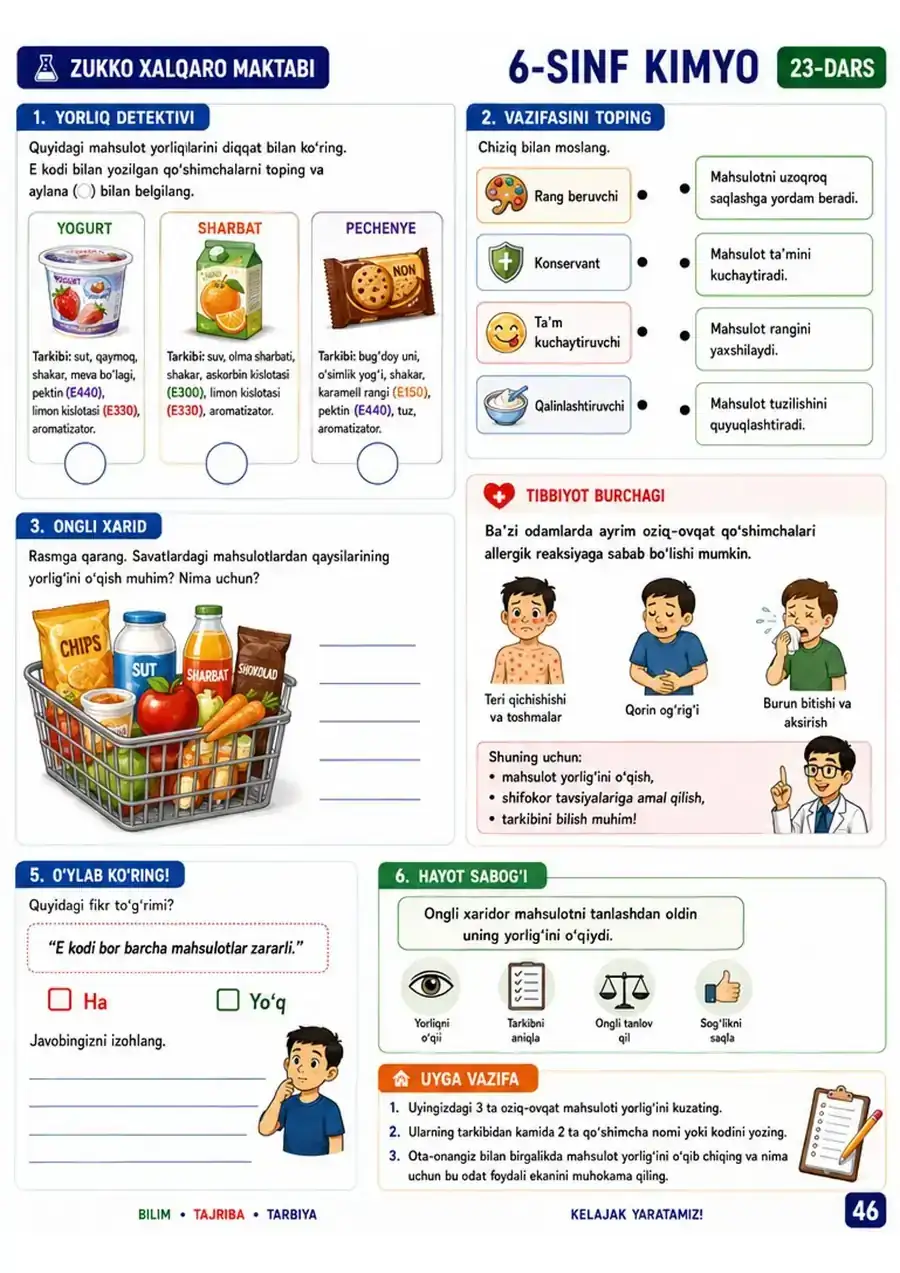 ZUKKO XALQARO MAKTABI
6-SINF KIMYO
23-DARS
1. YORLIQ DETEKTIVI
Quyidagi mahsulot yorliqlarini diqqat bilan ko‘ring.
E kodi bilan yozilgan qo‘shimchalarni toping va
aylana (○) bilan belgilang.
YOGURT
Tarkibi: sut, qaymoq,
shakar, meva bo‘lagi,
pektin (E440),
limon kislotasi (E330),
aromatizator.
SHARBAT
Tarkibi: suv, olma sharbati,
shakar, askorbin kislotasi
(E300), limon kislotasi
(E330), aromatizator.
PECHENYE
NON
Tarkibi: bug‘doy uni,
o‘simlik yog‘i, shakar,
karamell rangi (E150),
pektin (E440), tuz,
aromatizator.
2. VAZIFASINI TOPING
Chiziq bilan moslang.
Rang beruvchi
Konservant
Ta’m
kuchaytiruvchi
Qalinlashtiruvchi
Mahsulotni uzoqroq
saqlashga yordam beradi.
Mahsulot ta’mini
kuchaytiradi.
Mahsulot rangini
yaxshilaydi.
Mahsulot tuzilishini
quyuqlashtiradi.
3. ONGLI XARID
Rasmga qarang. Savatlardagi mahsulotlardan qaysilarining
yorlig‘ini o‘qish muhim? Nima uchun?
CHIPS
SUT
SHARBAT
SHOKOLAD
TIBBIYOT BURCHAGI
Ba’zi odamlarda ayrim oziq-ovqat qo‘shimchalari
allergik reaksiyaga sabab bo‘lishi mumkin.
Teri qichishishi
va toshmalar
Qorin og‘rig‘i
Burun bitishi va
aksirish
Shuning uchun:
• mahsulot yorlig‘ini o‘qish,
• shifokor tavsiyalariga amal qilish,
• tarkibini bilish muhim!
5. O‘YLAB KO‘RING!
Quyidagi fikr to‘g‘rimi?
“E kodi bor barcha mahsulotlar zararli.”
Ha
Yo‘q
Javobingizni izohlang.
6. HAYOT SABOG‘I
Ongli xaridor mahsulotni tanlashdan oldin
uning yorlig‘ini o‘qiydi.
Yorliqni
o‘qii
Tarkibni
aniqla
Ongli tanlov
qil
Sog‘likni
saqla
UYGA VAZIFA
1. Uyingizdagi 3 ta oziq-ovqat mahsuloti yorlig‘ini kuzating.
2. Ularning tarkibidan kamida 2 ta qo‘shimcha nomi yoki kodini yozing.
3. Ota-onangiz bilan birgalikda mahsulot yorlig‘ini o‘qib chiqing va nima
uchun bu odat foydali ekanini muhokama qiling.
BILIM • TAJRIBA • TARBIYA
KELAJAK YARATAMIZ!
46